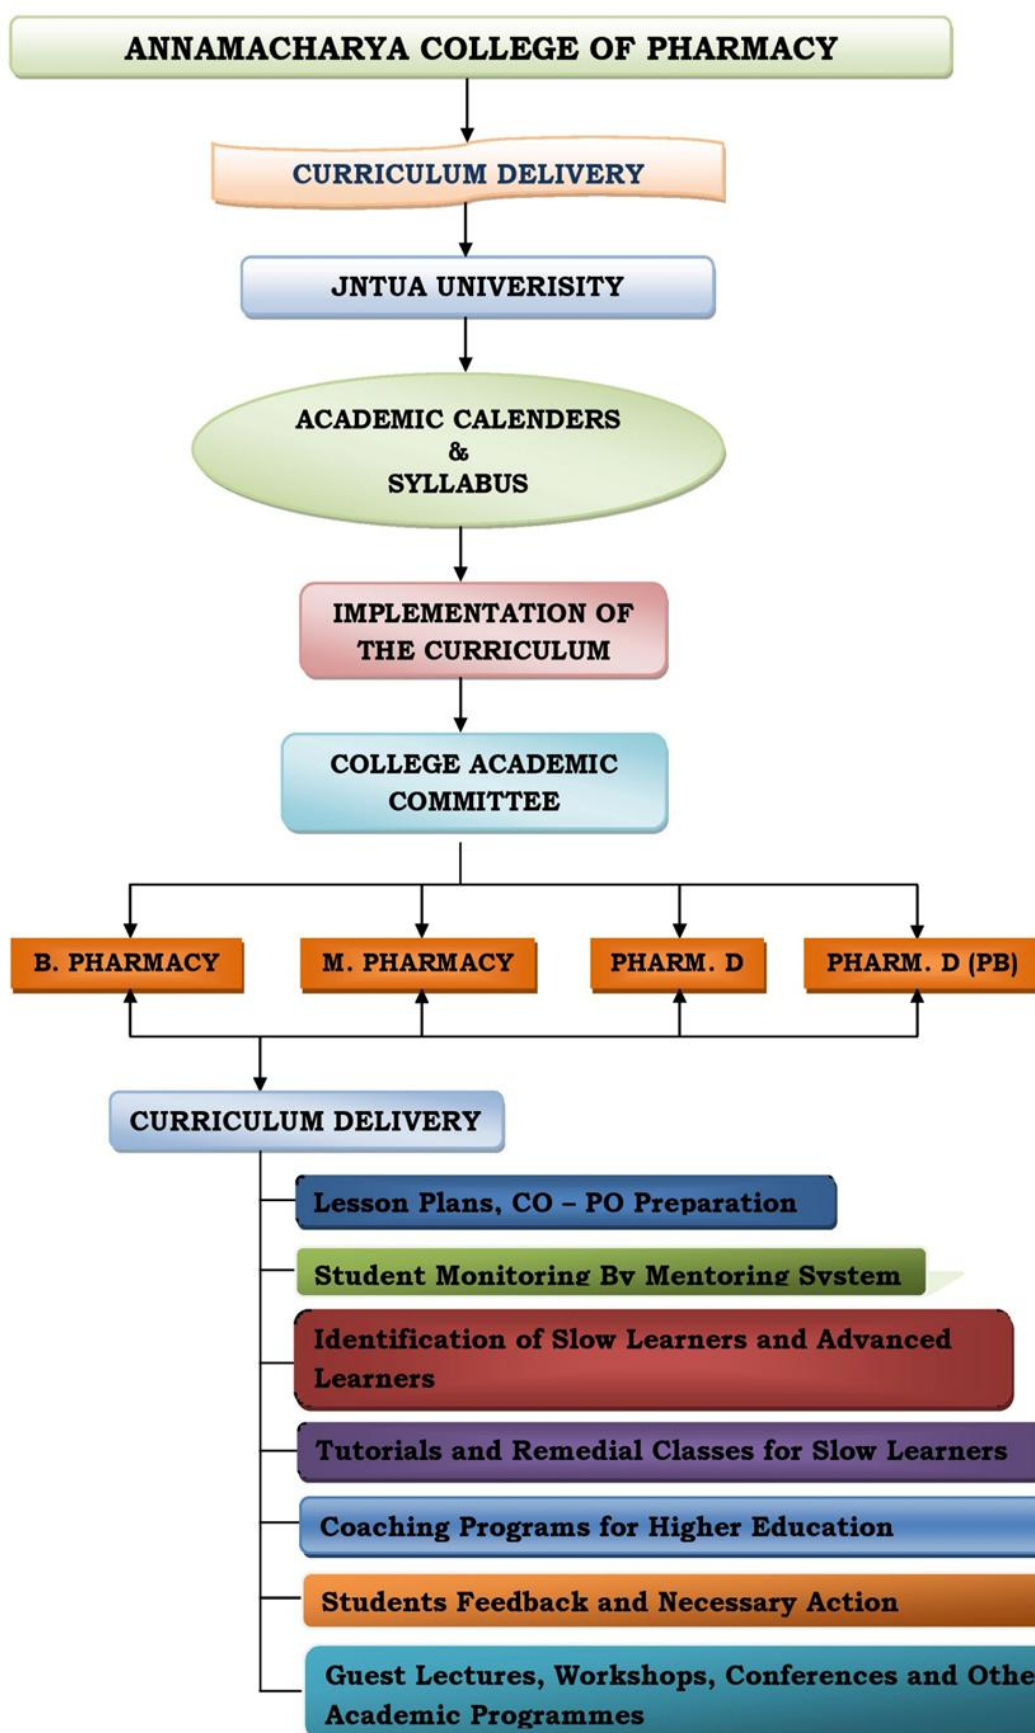 ANNAMACHARYA COLLEGE OF PHARMACY
CURRICULUM DELIVERY
JNTUA UNIVERISITY
ACADEMIC CALENDERS
&
SYLLABUS
IMPLEMENTATION OF
THE CURRICULUM
COLLEGE ACADEMIC
COMMITTEE
B. PHARMACY
M. PHARMACY
PHARM. D
PHARM. D (PB)
CURRICULUM DELIVERY
Lesson Plans, CO – PO Preparation
Student Monitoring By Mentoring System
Identification of Slow Learners and Advanced
Learners
Tutorials and Remedial Classes for Slow Learners
Coaching Programs for Higher Education
Students Feedback and Necessary Action
Guest Lectures, Workshops, Conferences and Othe
Academic Programmes